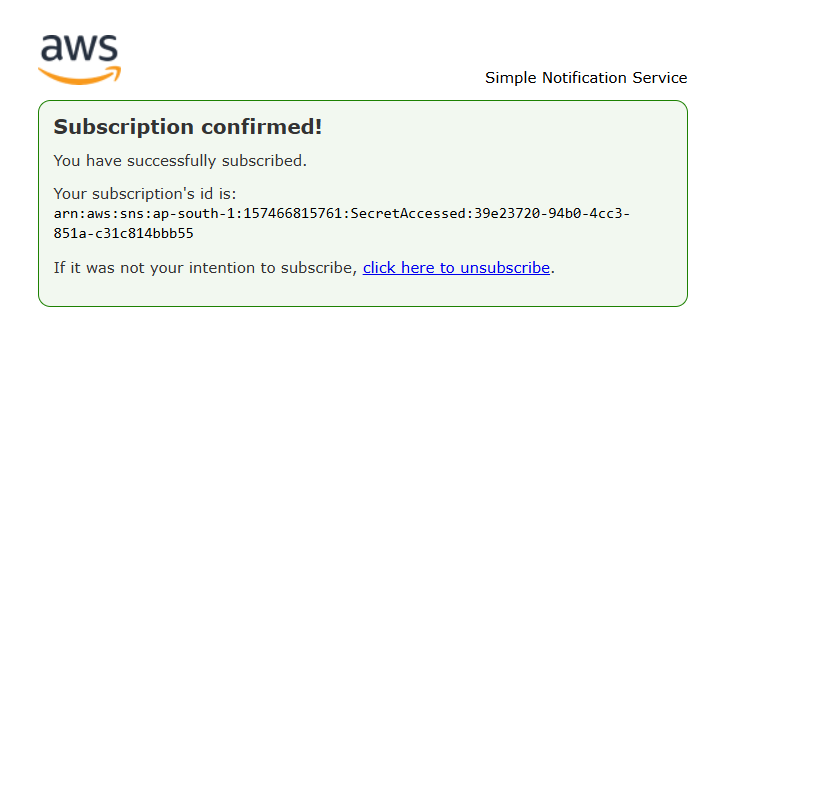 aws
Simple Notification Service
Subscription confirmed!
You have successfully subscribed.
Your subscription's id is:
arn:aws:sns:ap-south-1:157466815761:SecretAccessed:39e23720-94b0-4cc3-
851a-c31c814bbb55
If it was not your intention to subscribe, click here to unsubscribe.